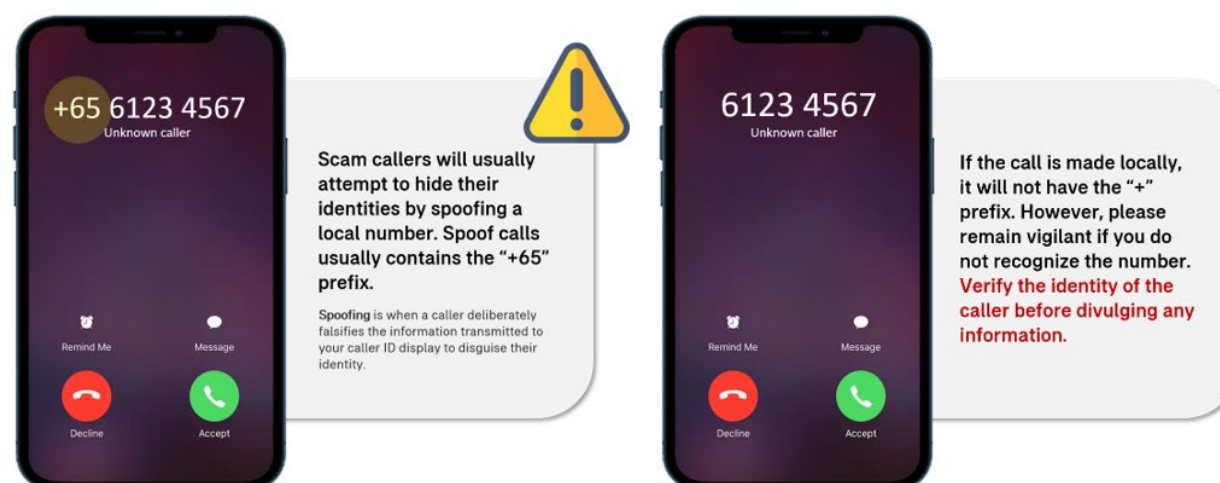 +65 6123 4567
Unknown caller
Remind Me
Message
Decline
Accept
Scam callers will usually
attempt to hide their
identities by spoofing a
local number. Spoof calls
usually contains the “+65”
prefix.
Spoofing is when a caller deliberately
falsifies the information transmitted to
your caller ID display to disguise their
identity.
6123 4567
Unknown caller
Remind Me
Message
Decline
Accept
If the call is made locally,
it will not have the “+”
prefix. However, please
remain vigilant if you do
not recognize the number.
Verify the identity of the
caller before divulging any
information.